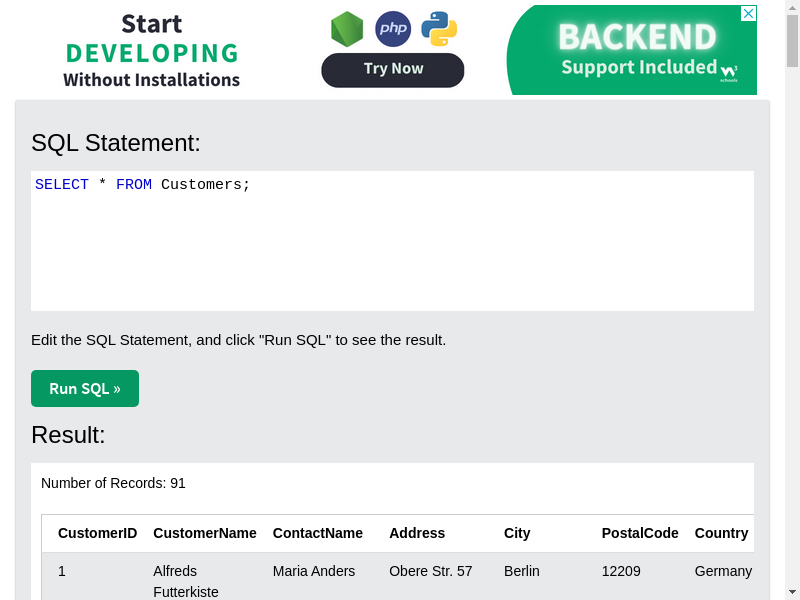 Start
DEVELOPING
Without Installations
php
Try Now
BACKEND
Support Included
w3
schools
SQL Statement:
SELECT * FROM Customers;
Edit the SQL Statement, and click "Run SQL" to see the result.
Run SQL »
Result:
Number of Records: 91
CustomerID CustomerName ContactName Address City PostalCode Country
1 Alfreds Maria Anders Obere Str. 57 Berlin 12209 Germany
Futterkiste